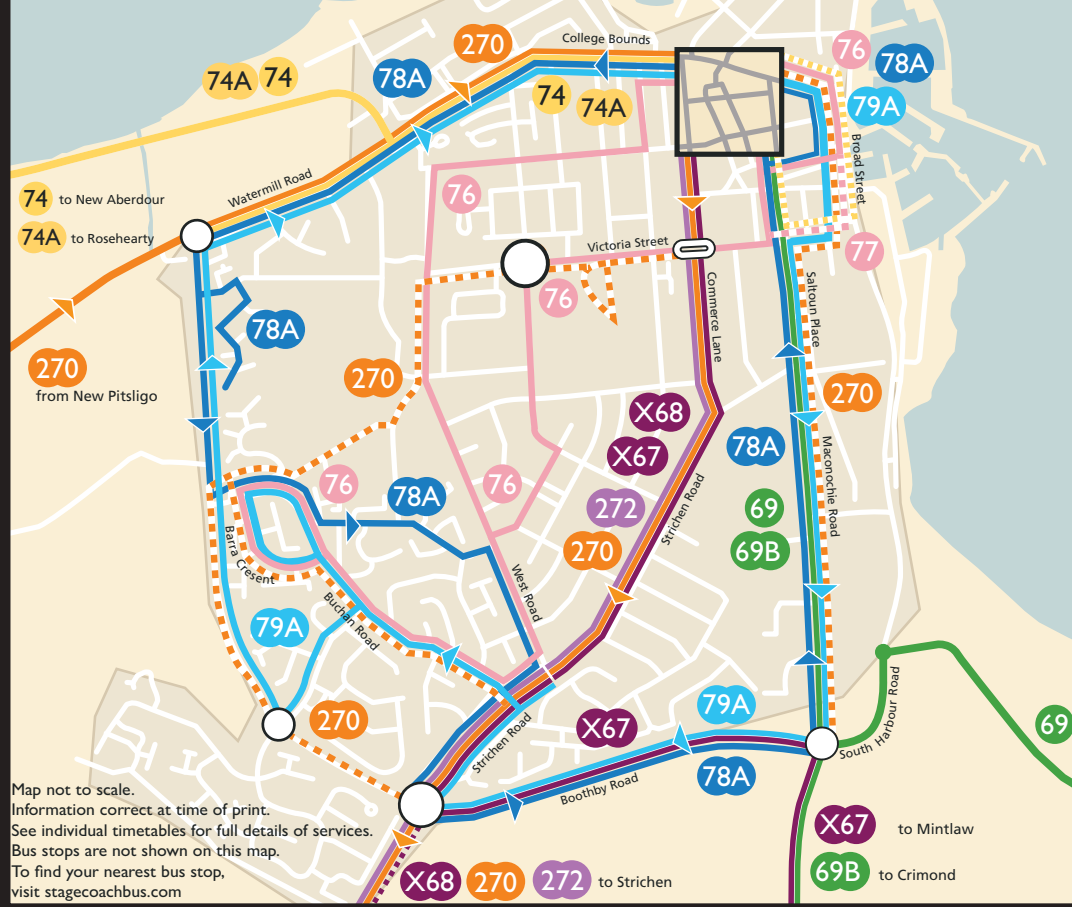 College Bounds
270
76
78A
74A 74
78A
74
74A
79A
Broad Street
74 to New Aberdour
Watermill Road
76
74A to Rosehearty
Victoria Street
77
76
Commerce Lane
Saltoun Place
78A
270
from New Pitsligo
270
270
X68
78A
X67
Maconochie Road
76
78A
76
272
Strichen Road
69
270
69B
Barra Cresent
West Road
Buchan Road
79A
79A
270
X67
Strichen Road
South Harbour Road
69
78A
Boothby Road
Map not to scale.
Information correct at time of print.
See individual timetables for full details of services.
Bus stops are not shown on this map.
To find your nearest bus stop,
visit stagecoachbus.com
X67 to Mintlaw
69B to Crimond
X68 270 272 to Strichen